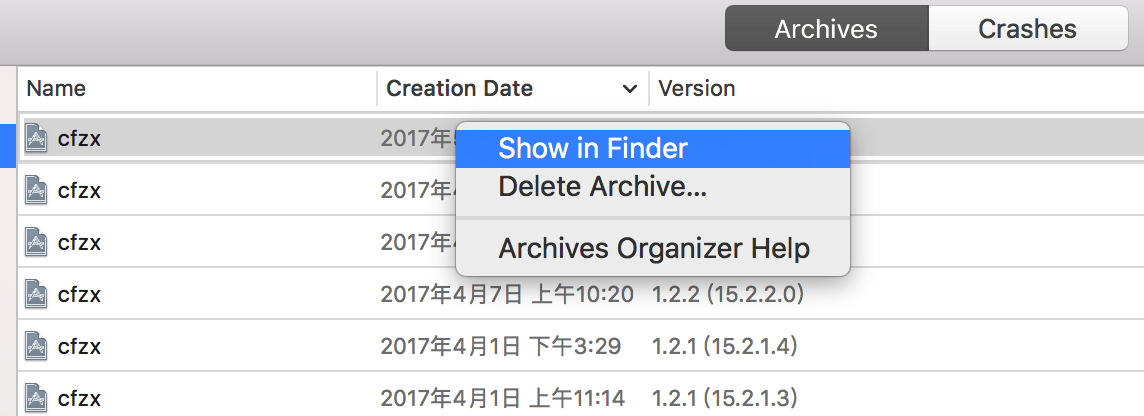 Archives Crashes
Name Creation Date Version
cfzx 2017年
Show in Finder
cfzx 2017年4
Delete Archive...
cfzx 2017年4
Archives Organizer Help
cfzx 2017年4月7日 上午10:20 1.2.2 (15.2.2.0)
cfzx 2017年4月1日 下午3:29 1.2.1 (15.2.1.4)
cfzx 2017年4月1日 上午11:14 1.2.1 (15.2.1.3)